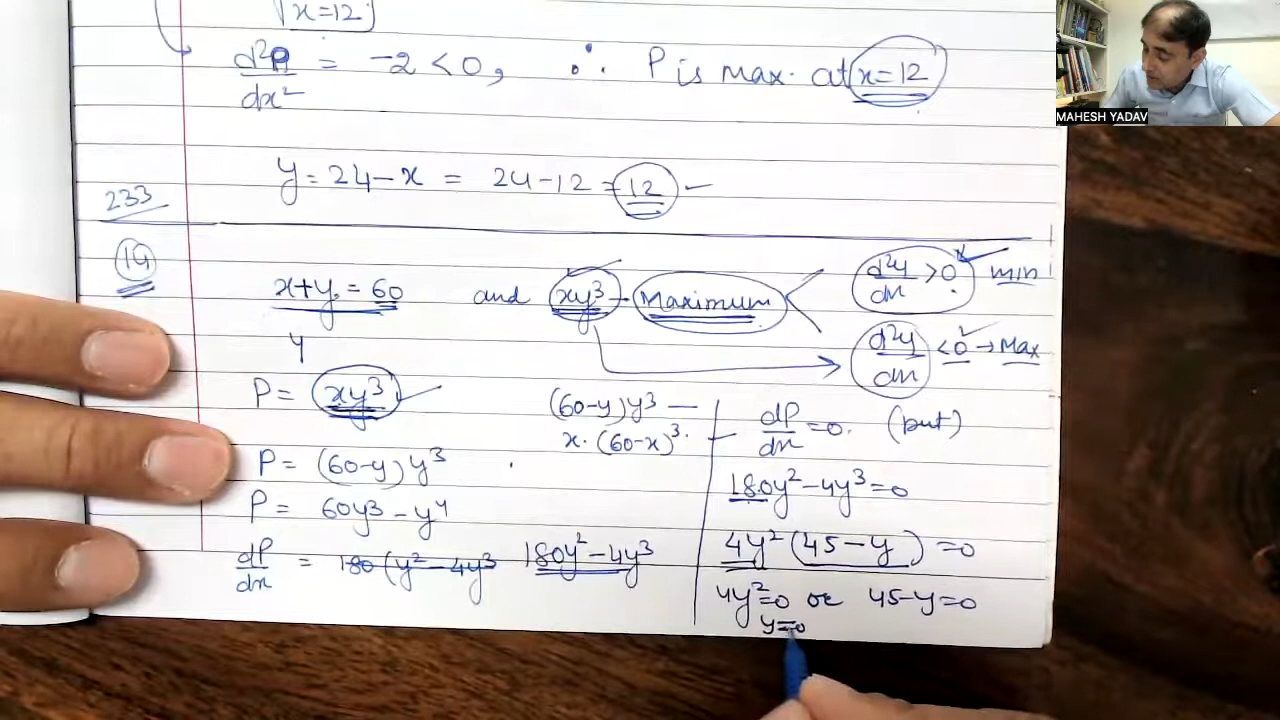 x=12
d²P/dx² = -2 < 0, ∴ P is max. at x=12
y = 24-x = 24-12 = 12
233
14
x+y = 60 and xy³ - Maximum
d²y/dx >0 min
d²y/dx <0 → Max
y
P = xy³
(60-y)y³
x.(60-x)³
P = (60-y)y³
P = 60y³ - y⁴
dP/dx = 180(y² - 4y³ 180y² - 4y³
dP/dx =0. (put)
180y² - 4y³ = 0
4y²(45-y) = 0
4y²=0 or 45-y=0
y=0
MAHESH YADAV